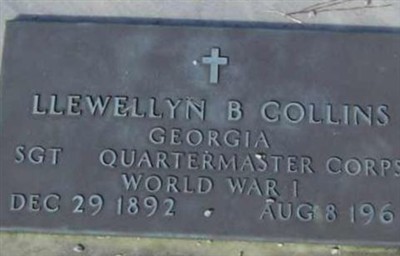 LLEWELLYN B COLLINS
GEORGIA
SGT QUARTERMASTER CORPS
WORLD WAR I
DEC 29 1892 • AUG 8 196